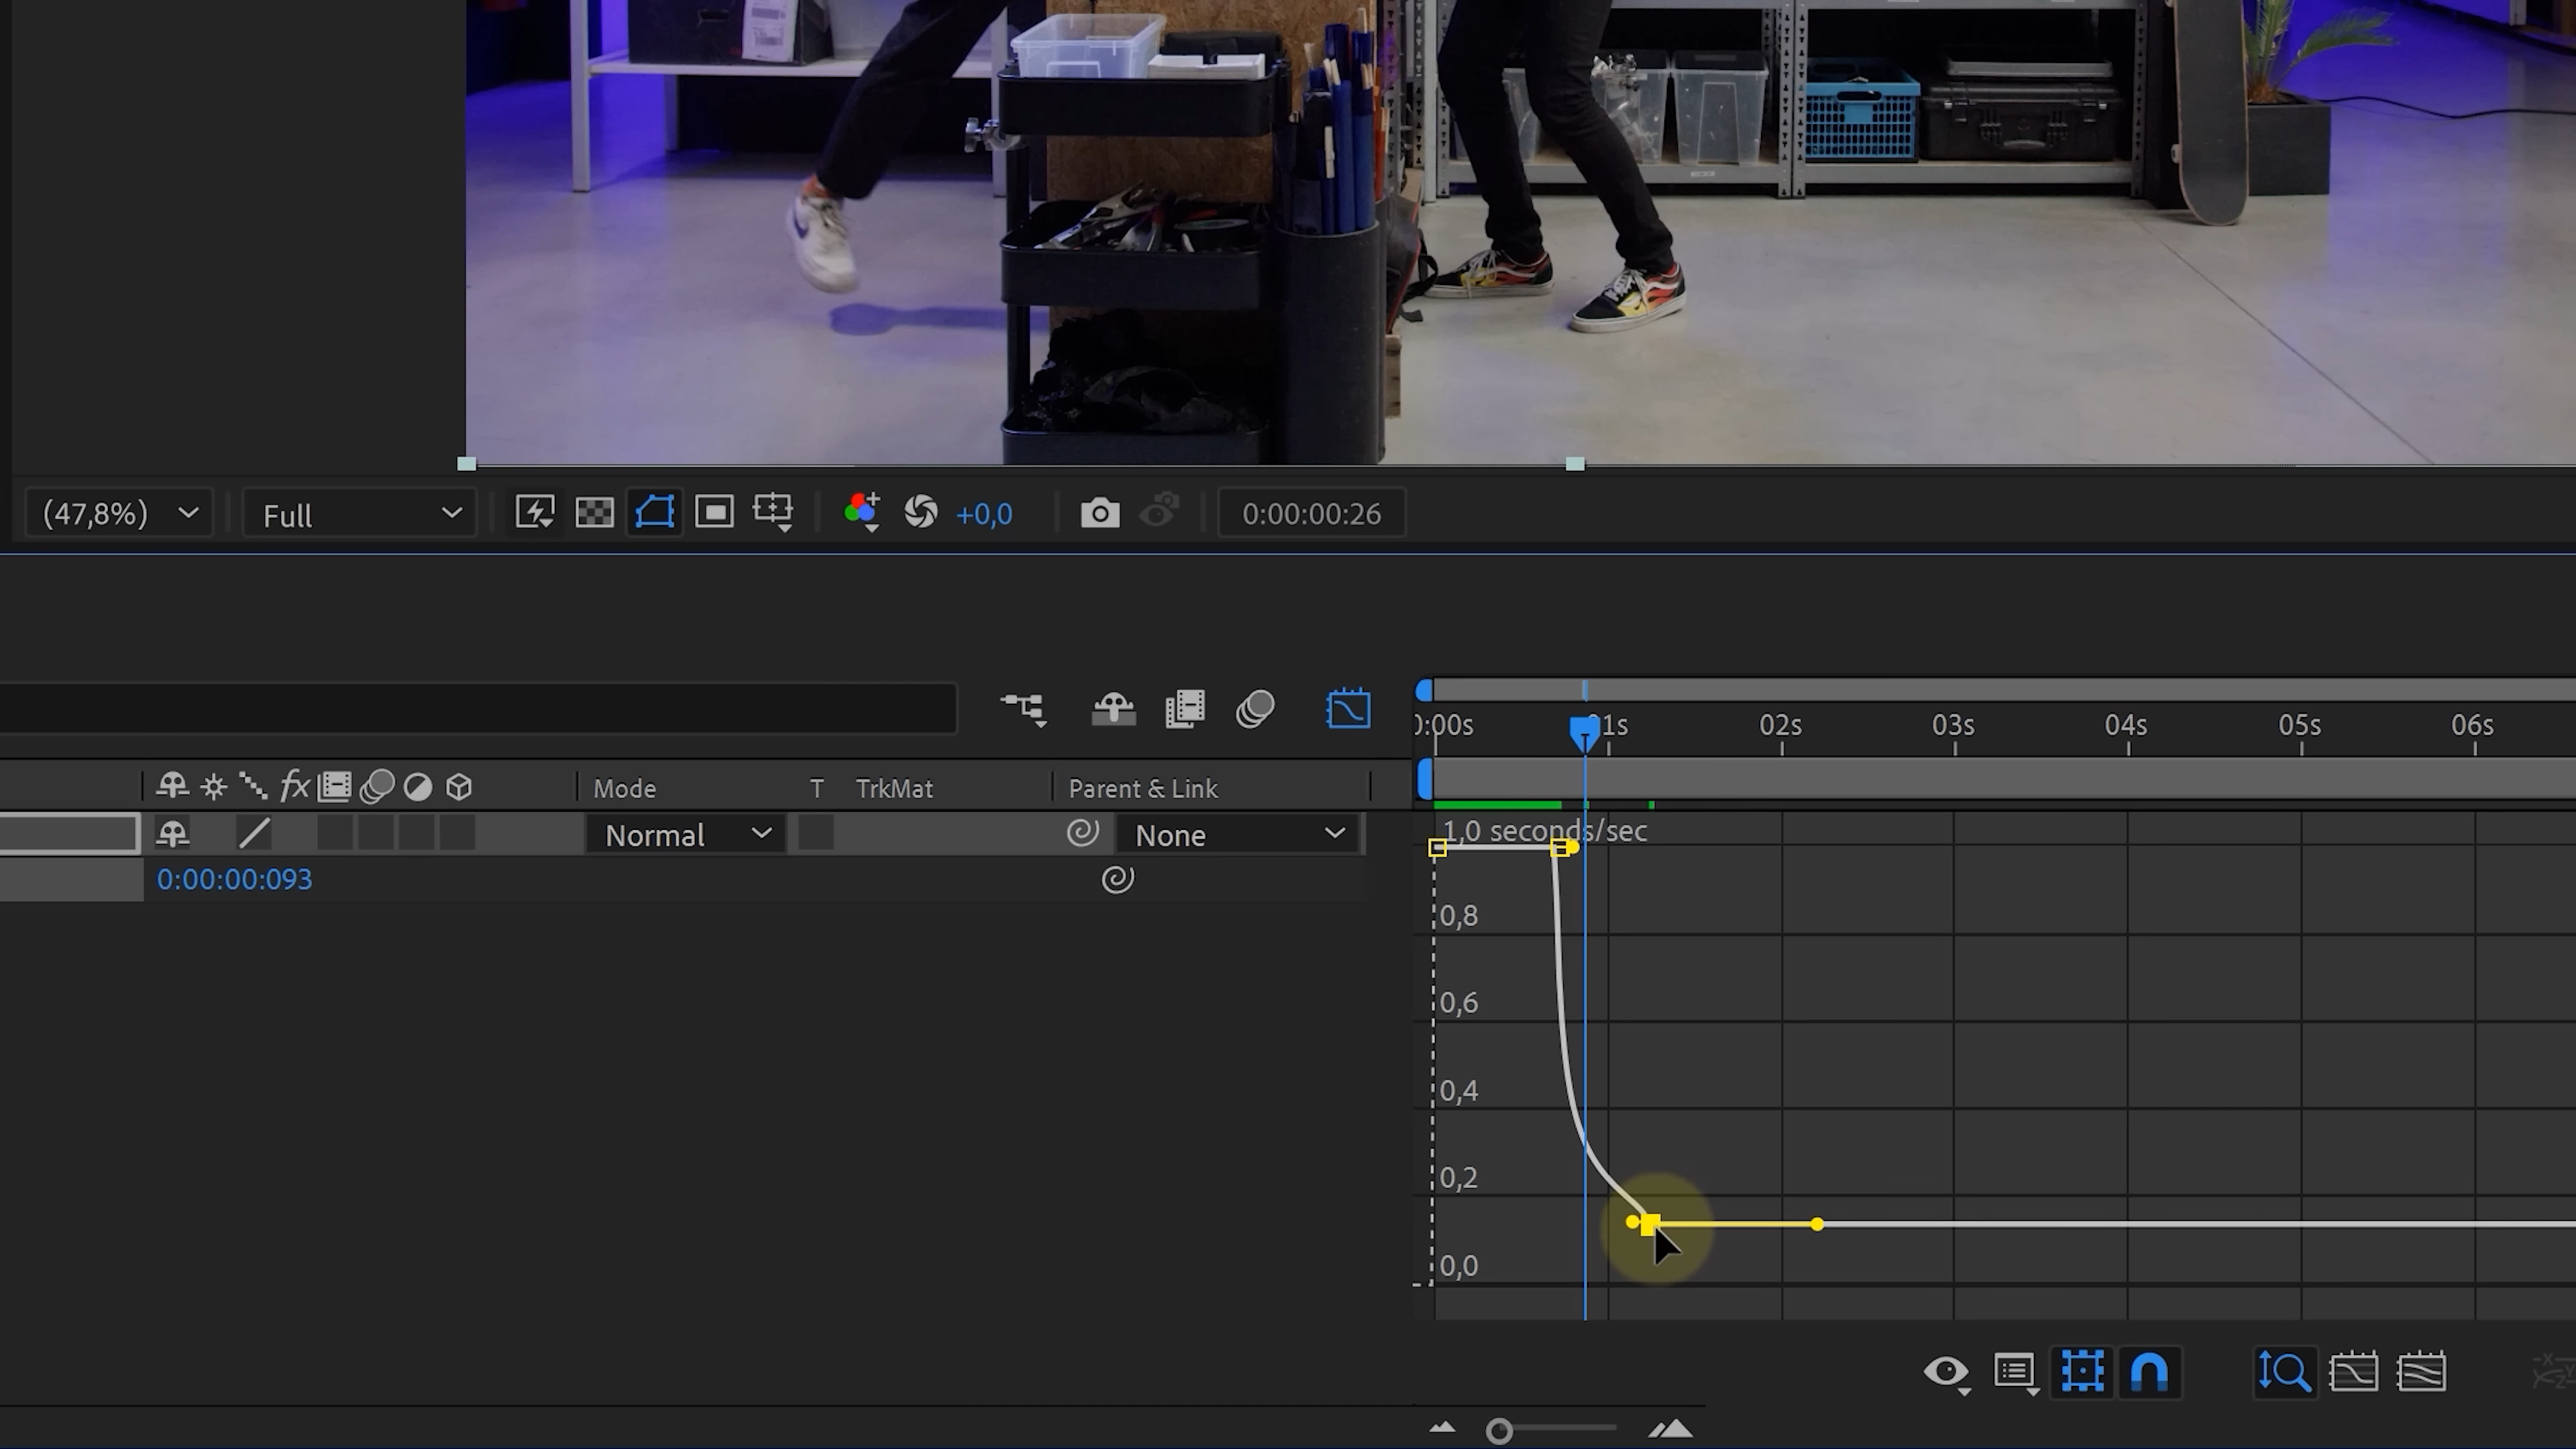 (47,8%)
Full
+0,0
0:00:00:26
0:00s
01s
02s
03s
04s
05s
06s
fx
Mode
T
TrkMat
Parent & Link
Normal
None
1,0 seconds/sec
0:00:00:093
0,8
0,6
0,4
0,2
0,0